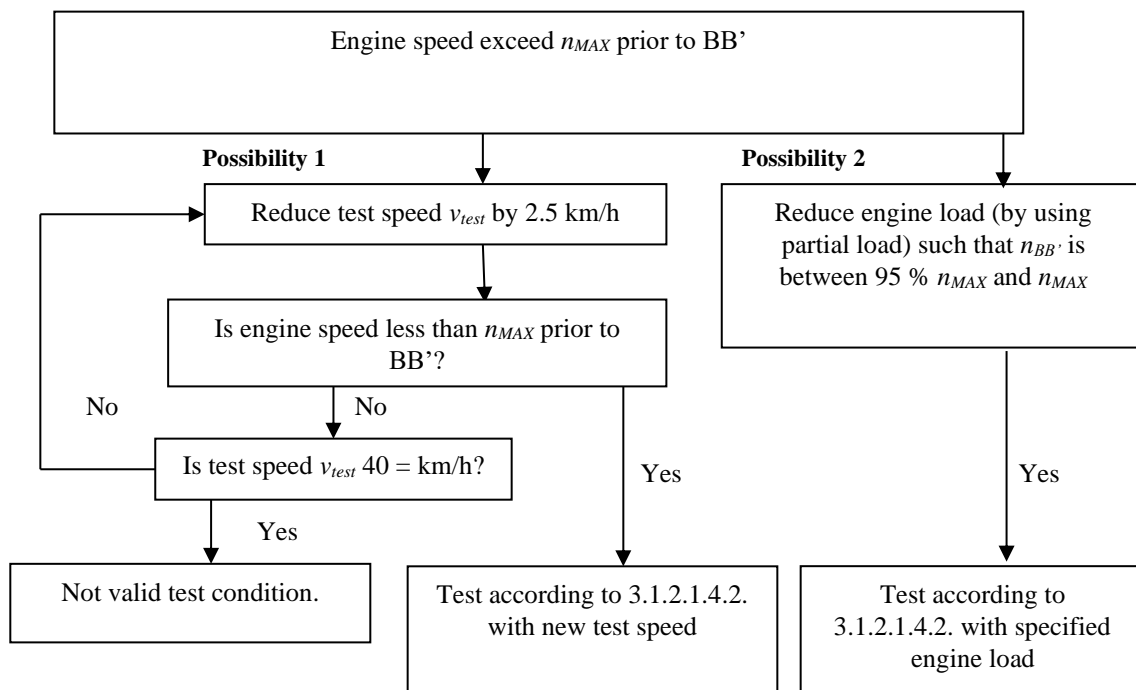 Engine speed exceed nMAX prior to BB’
Possibility 1
Possibility 2
Reduce test speed vtest by 2.5 km/h
Reduce engine load (by using
partial load) such that nBB’ is
between 95 % nMAX and nMAX
Is engine speed less than nMAX prior to
BB’?
No
No
Is test speed vtest 40 = km/h?
Yes
Yes
Yes
Not valid test condition.
Test according to 3.1.2.1.4.2.
with new test speed
Test according to
3.1.2.1.4.2. with specified
engine load